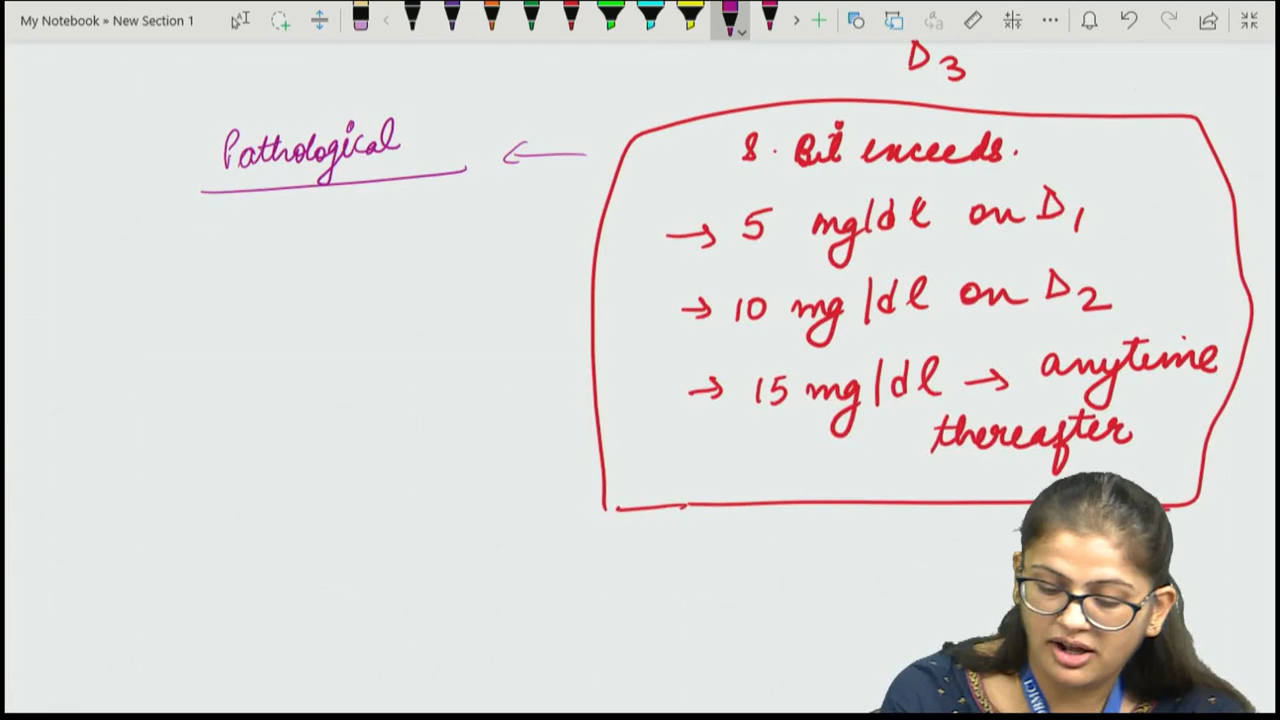 My Notebook » New Section 1
D3
Pathological ←
S. Bil exceeds.
→ 5 mg/dl on D1
→ 10 mg/dl on D2
→ 15 mg/dl → anytime
thereafter